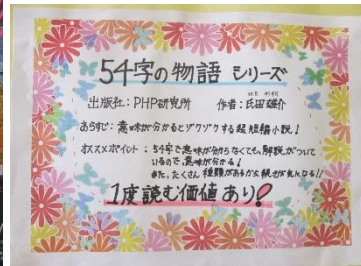 54字の物語 シリーズ
出版社：PHP研究所　作者：氏田雄介
あらすじ：意味が分かるとゾクゾクする超短編小説！
オススメポイント：54字で意味が分からなくても、解説がついて
いるので、意味が分かる！
また、たくさん種類があるから続きが気になる!!
1度読む価値あり！